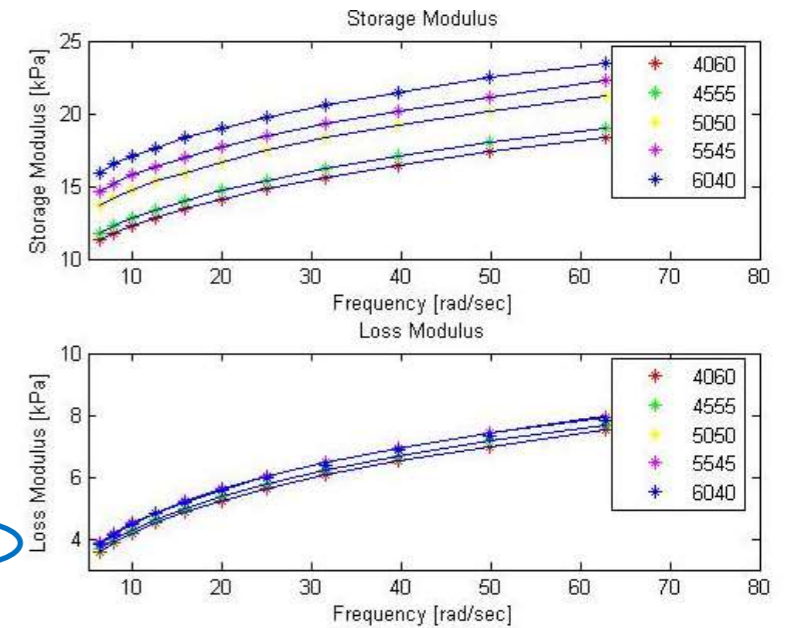 Storage Modulus
Storage Modulus [kPa]
25
20
15
10
4060
4555
5050
5545
6040
10 20 30 40 50 60 70 80
Frequency [rad/sec]
Loss Modulus
Loss Modulus [kPa]
10
8
6
4
4060
4555
5050
5545
6040
10 20 30 40 50 60 70 80
Frequency [rad/sec]